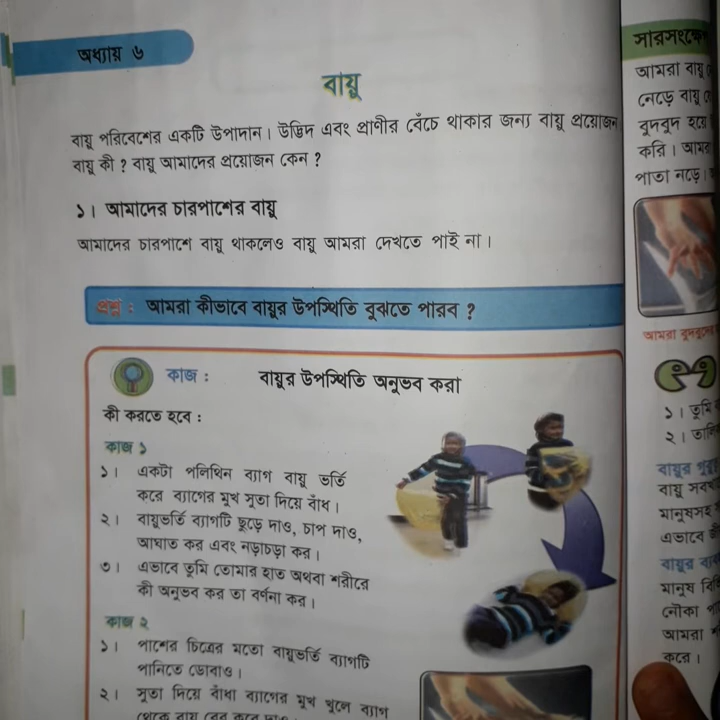 অধ্যায় ৬
বায়ু
বায়ু পরিবেশের একটি উপাদান। উদ্ভিদ এবং প্রাণীর বেঁচে থাকার জন্য বায়ু প্রয়োজন
বায়ু কী ? বায়ু আমাদের প্রয়োজন কেন ?
১। আমাদের চারপাশের বায়ু
আমাদের চারপাশে বায়ু থাকলেও বায়ু আমরা দেখতে পাই না।
প্রশ্ন : আমরা কীভাবে বায়ুর উপস্থিতি বুঝতে পারব ?
কাজ : বায়ুর উপস্থিতি অনুভব করা
কী করতে হবে :
কাজ ১
১। একটা পলিথিন ব্যাগ বায়ু ভর্তি
করে ব্যাগের মুখ সুতা দিয়ে বাঁধ।
২। বায়ুভর্তি ব্যাগটি ছুড়ে দাও, চাপ দাও,
আঘাত কর এবং নড়াচড়া কর।
৩। এভাবে তুমি তোমার হাত অথবা শরীরে
কী অনুভব কর তা বর্ণনা কর।
কাজ ২
১। পাশের চিত্রের মতো বায়ুভর্তি ব্যাগটি
পানিতে ডোবাও।
২। সুতা দিয়ে বাঁধা ব্যাগের মুখ খুলে ব্যাগ
থেকে বায়ু বের করে দাও।
সারসংক্ষেপ
আমরা বায়ু
নেড়ে বায়ু
বুদবুদ হয়ে
করি। আমরা
পাতা নড়ে।
আমরা বুদবুদের
১। তুমি
২।
বায়ুর
বায়ু
মানুষসহ
এভাবে
বায়ুর
মানুষ
নৌকা
আমরা
করে।